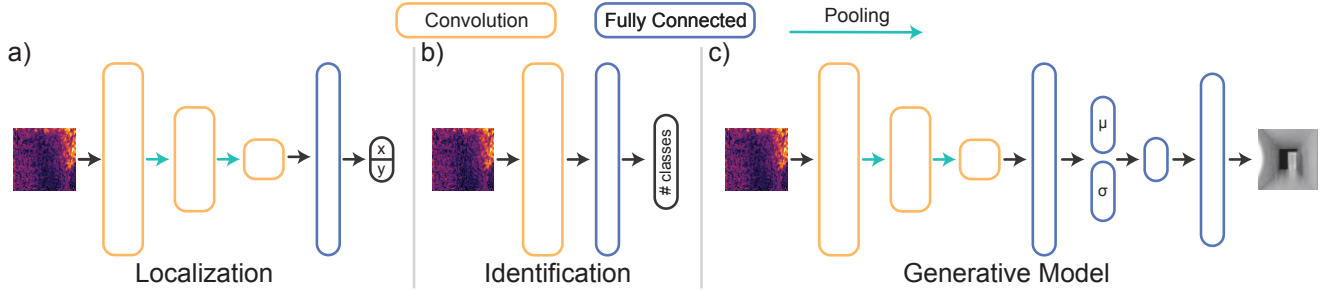 Convolution
Fully Connected
Pooling
a)
b)
c)
x
y
# classes
μ
σ
Localization
Identification
Generative Model